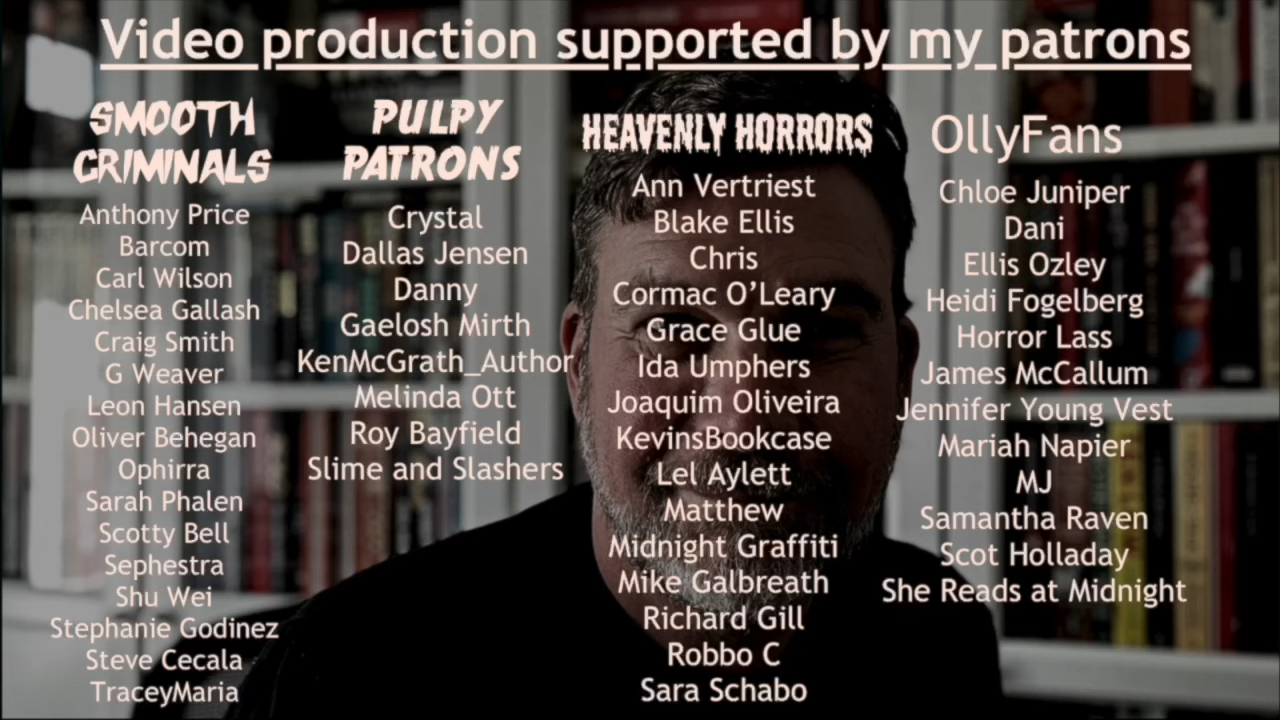 Video production supported by my patrons
SMOOTH
CRIMINALS
Anthony Price
Barcom
Carl Wilson
Chelsea Gallash
Craig Smith
G Weaver
Leon Hansen
Oliver Behegan
Ophirra
Sarah Phalen
Scotty Bell
Sephestra
Shu Wei
Stephanie Godinez
Steve Cecala
TraceyMaria
PULPY
PATRONS
Crystal
Dallas Jensen
Danny
Gaelosh Mirth
KenMcGrath_Author
Melinda Ott
Roy Bayfield
Slime and Slashers
HEAVENLY HORRORS
Ann Vertriest
Blake Ellis
Chris
Cormac O’Leary
Grace Glue
Ida Umphers
Joaquim Oliveira
KevinsBookcase
Lel Aylett
Matthew
Midnight Graffiti
Mike Galbreath
Richard Gill
Robbo C
Sara Schabo
OllyFans
Chloe Juniper
Dani
Ellis Ozley
Heidi Fogelberg
Horror Lass
James McCallum
Jennifer Young Vest
Mariah Napier
MJ
Samantha Raven
Scot Holladay
She Reads at Midnight